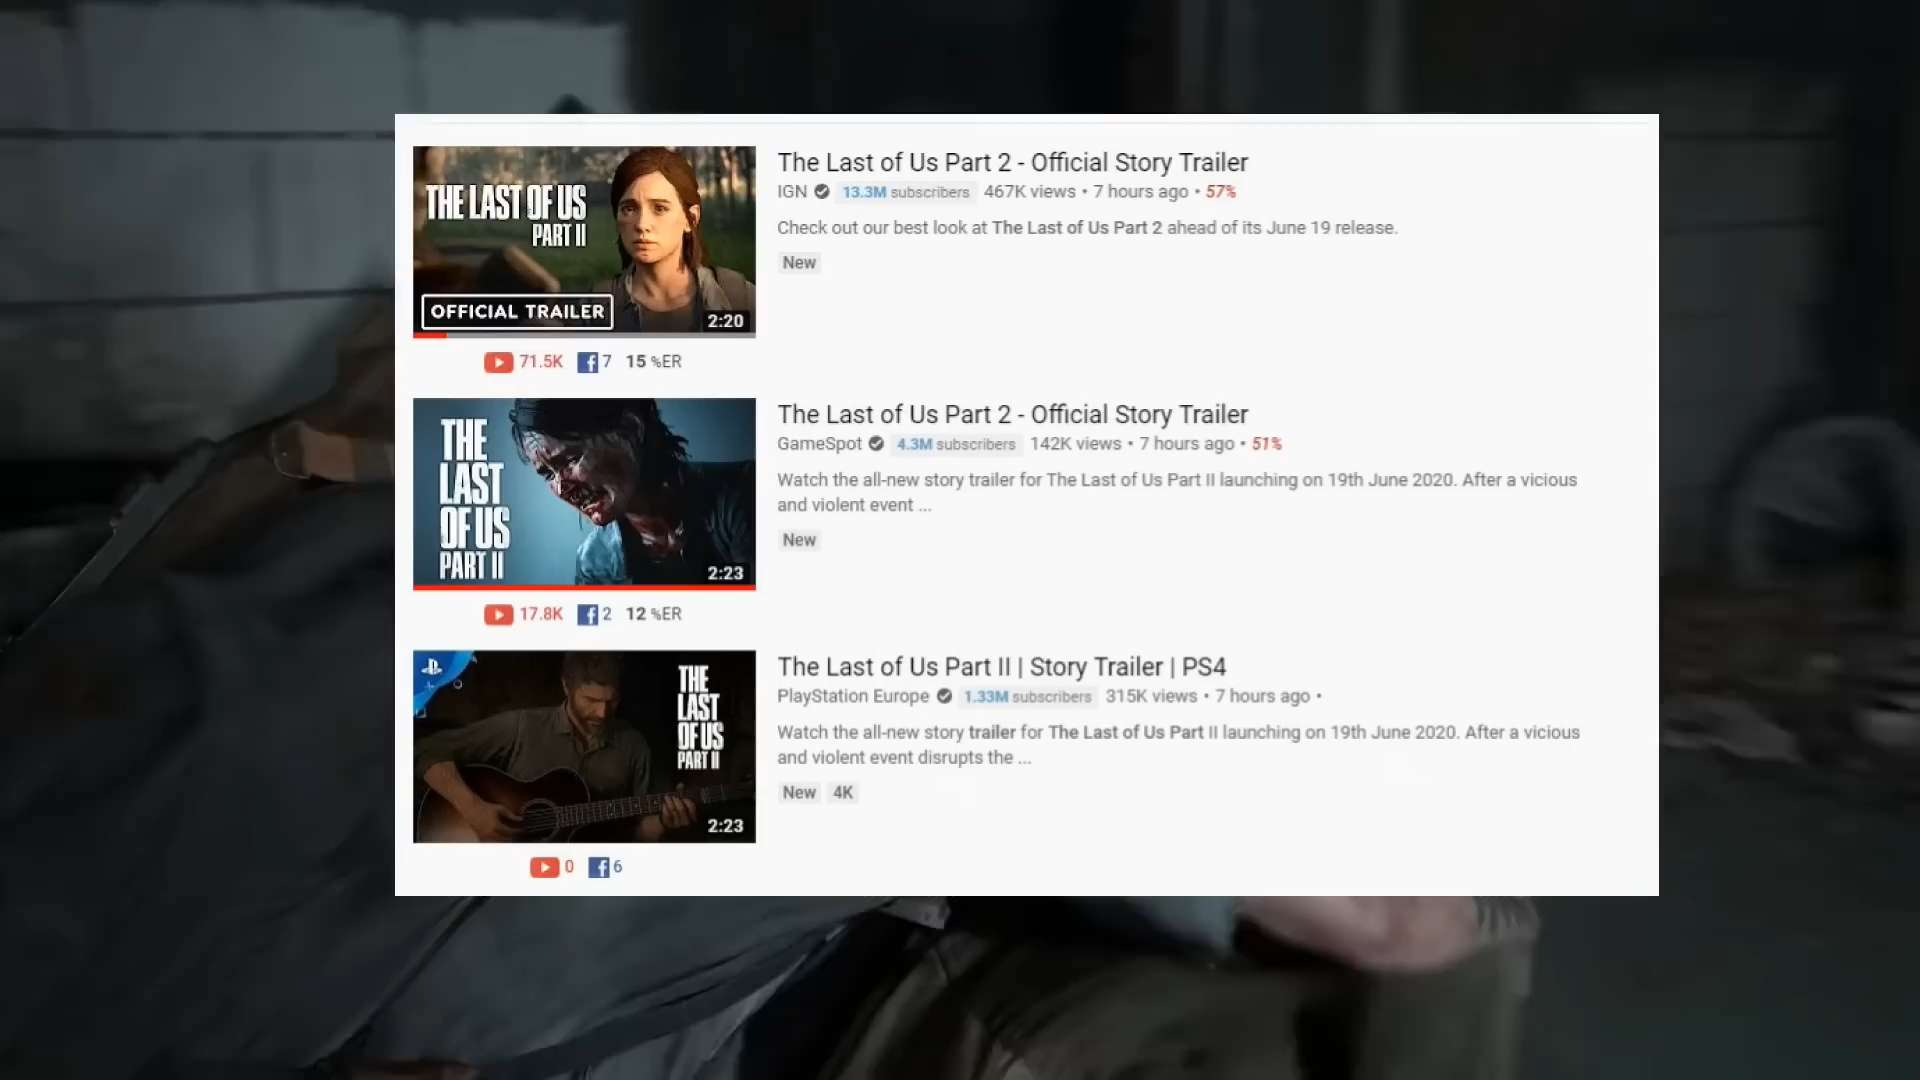 THE LAST OF US
PART II
OFFICIAL TRAILER
2:20
71.5K 7 15 %ER
The Last of Us Part 2 - Official Story Trailer
IGN 13.3M subscribers 467K views • 7 hours ago • 57%
Check out our best look at The Last of Us Part 2 ahead of its June 19 release.
New
THE
LAST
OF US
PART II
2:23
17.8K 2 12 %ER
The Last of Us Part 2 - Official Story Trailer
GameSpot 4.3M subscribers 142K views • 7 hours ago • 51%
Watch the all-new story trailer for The Last of Us Part II launching on 19th June 2020. After a vicious
and violent event ...
New
THE
LAST
OF US
PART II
2:23
0 6
The Last of Us Part II | Story Trailer | PS4
PlayStation Europe 1.33M subscribers 315K views • 7 hours ago •
Watch the all-new story trailer for The Last of Us Part II launching on 19th June 2020. After a vicious
and violent event disrupts the ...
New 4K